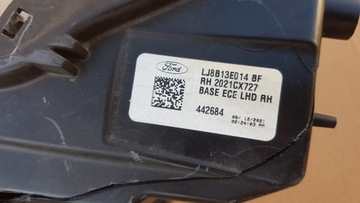 Ford
LJ8B13E014 BF
RH 2021CX727
BASE ECE LHD RH
442684